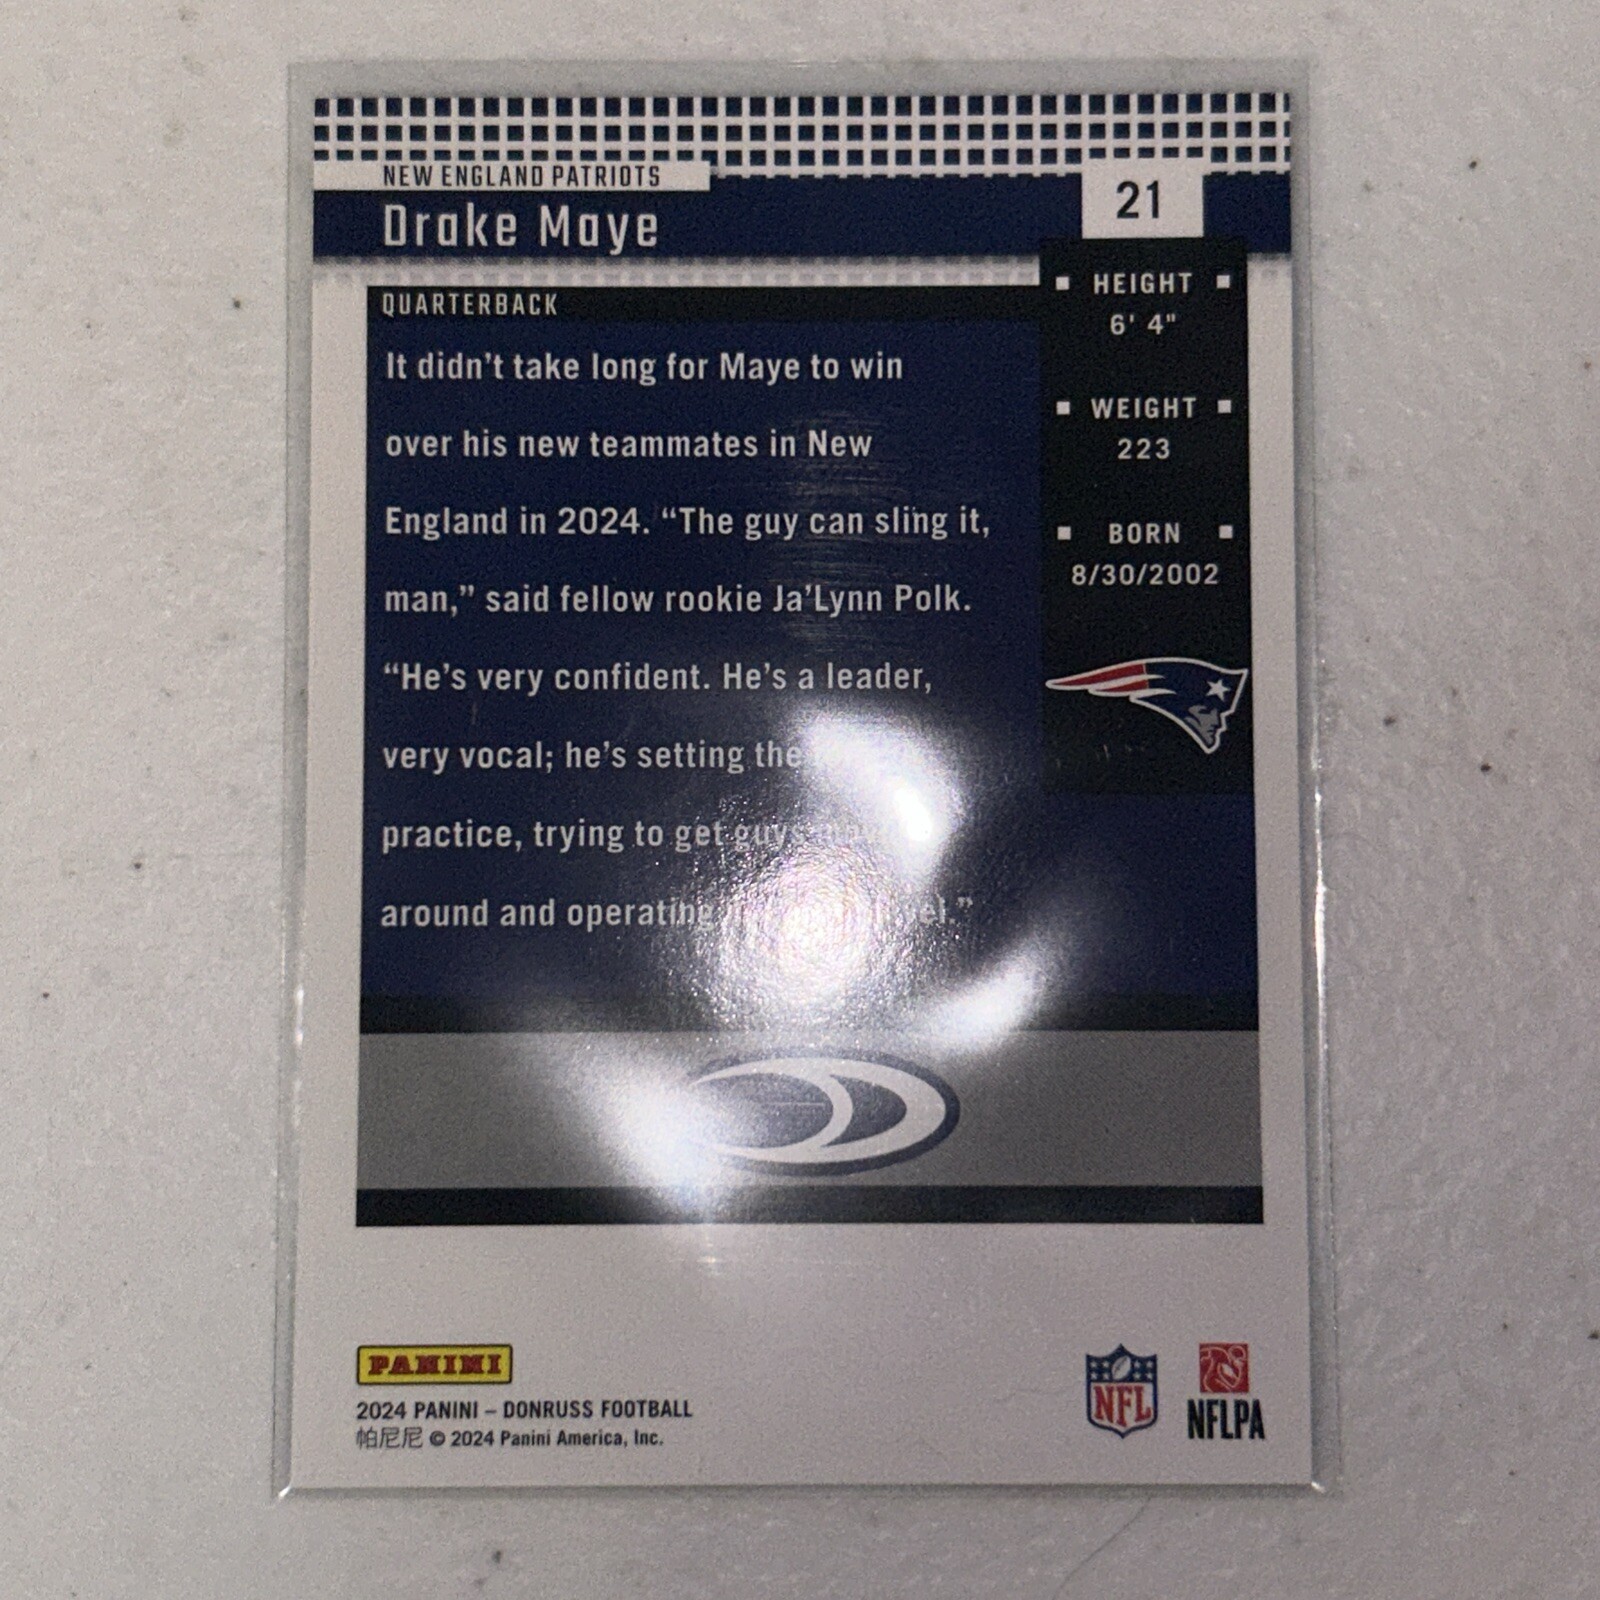 NEW ENGLAND PATRIOTS
Drake Maye
21
QUARTERBACK
It didn't take long for Maye to win
over his new teammates in New
England in 2024. “The guy can sling it,
man,” said fellow rookie Ja'Lynn Polk.
“He's very confident. He's a leader,
very vocal; he's setting the
practice, trying to get guys
around and operating
HEIGHT
6' 4"
WEIGHT
223
BORN
8/30/2002
PANINI
2024 PANINI – DONRUSS FOOTBALL
帕尼尼 © 2024 Panini America, Inc.
NFL
NFLPA